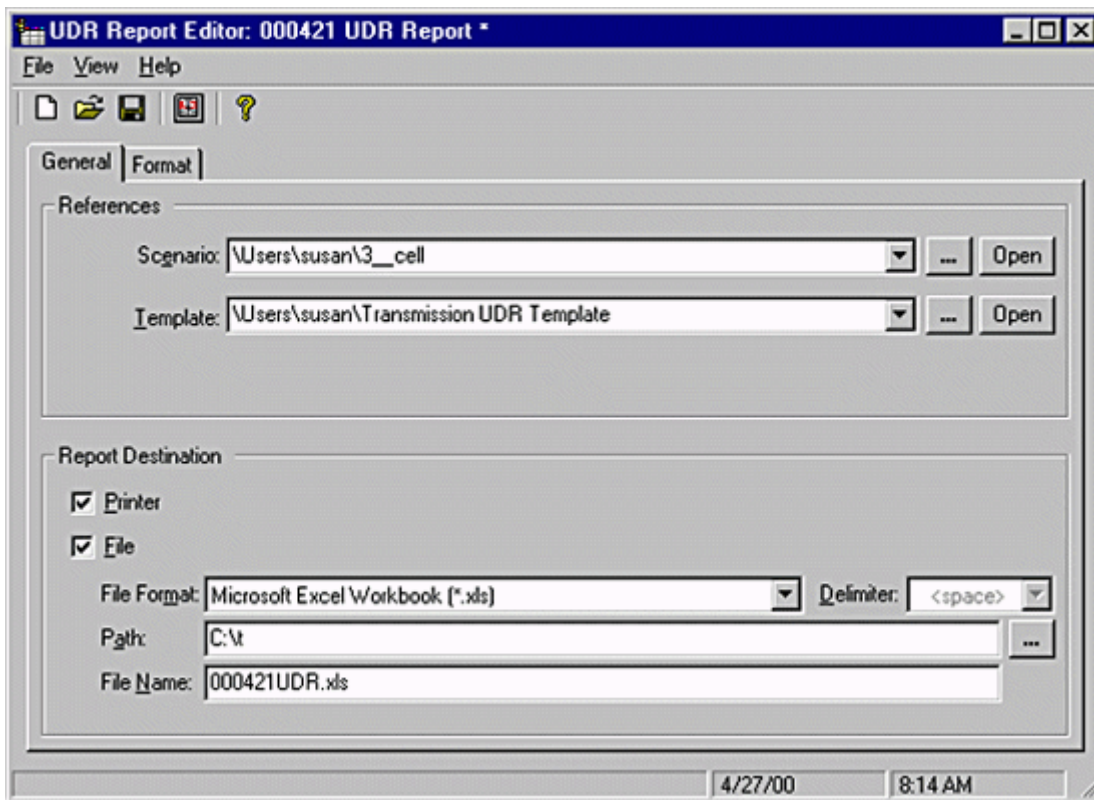 UDR Report Editor: 000421 UDR Report *
File View Help
General Format
References
Scenario: \Users\susan\3__cell ... Open
Template: \Users\susan\Transmission UDR Template ... Open
Report Destination
Printer
File
File Format: Microsoft Excel Workbook (*.xls) Delimiter: <space>
Path: C:\t ...
File Name: 000421UDR.xls
4/27/00 8:14 AM